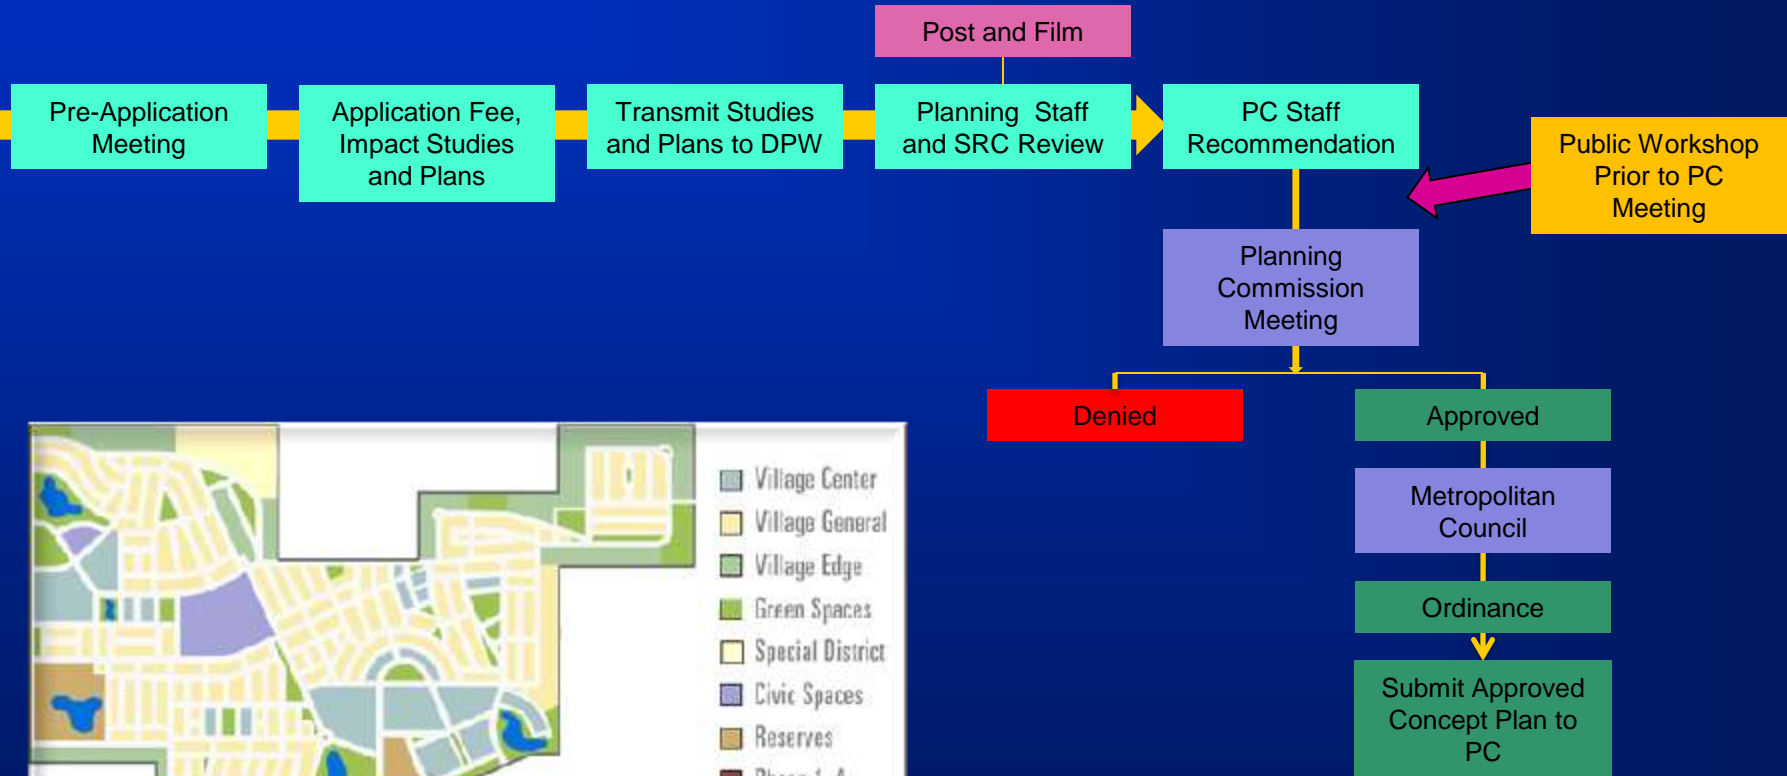 Post and Film
Pre-Application
Meeting
Application Fee,
Impact Studies
and Plans
Transmit Studies
and Plans to DPW
Planning Staff
and SRC Review
PC Staff
Recommendation
Public Workshop
Prior to PC
Meeting
Planning
Commission
Meeting
Denied
Approved
Metropolitan
Council
Ordinance
Submit Approved
Concept Plan to
PC
Village Center
Village General
Village Edge
Green Spaces
Special District
Civic Spaces
Reserves